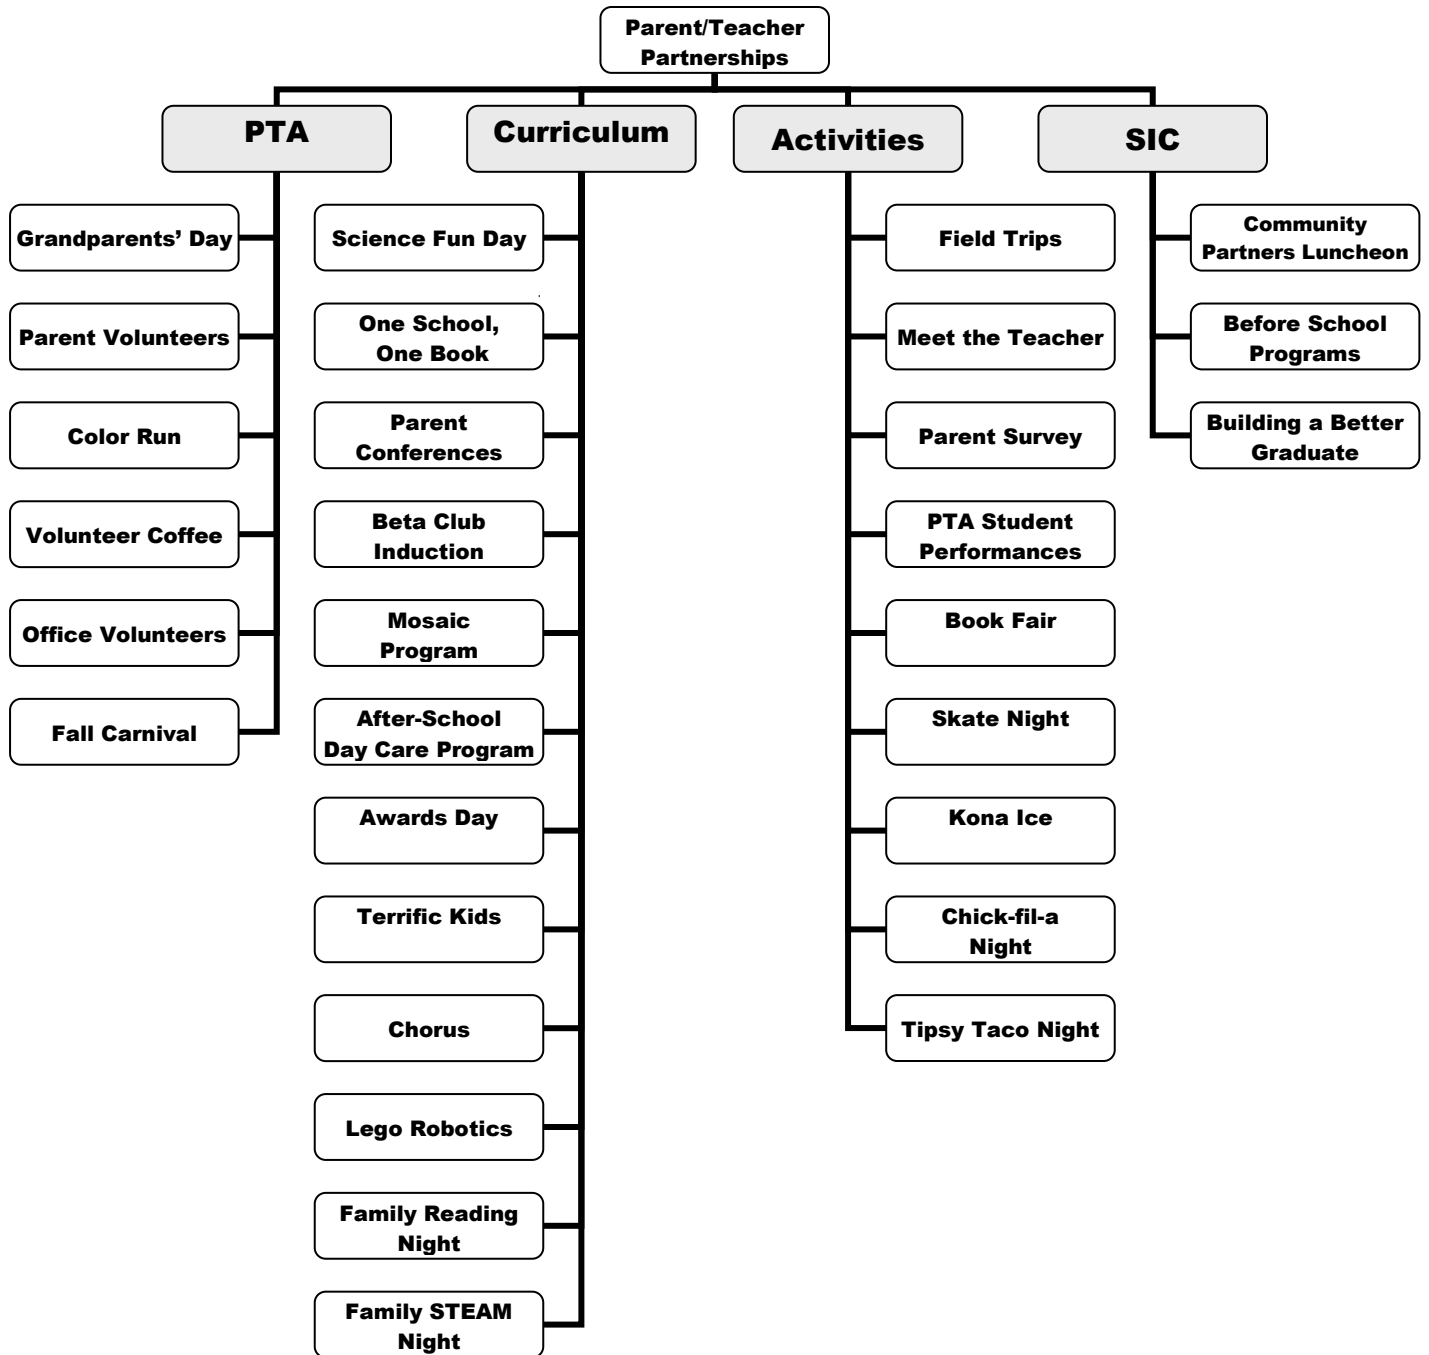 Parent/Teacher
Partnerships
PTA
Curriculum
Activities
SIC
Grandparents’ Day
Parent Volunteers
Color Run
Volunteer Coffee
Office Volunteers
Fall Carnival
Science Fun Day
One School,
One Book
Parent
Conferences
Beta Club
Induction
Mosaic
Program
After-School
Day Care Program
Awards Day
Terrific Kids
Chorus
Lego Robotics
Family Reading
Night
Family STEAM
Night
Field Trips
Meet the Teacher
Parent Survey
PTA Student
Performances
Book Fair
Skate Night
Kona Ice
Chick-fil-a
Night
Tipsy Taco Night
Community
Partners Luncheon
Before School
Programs
Building a Better
Graduate